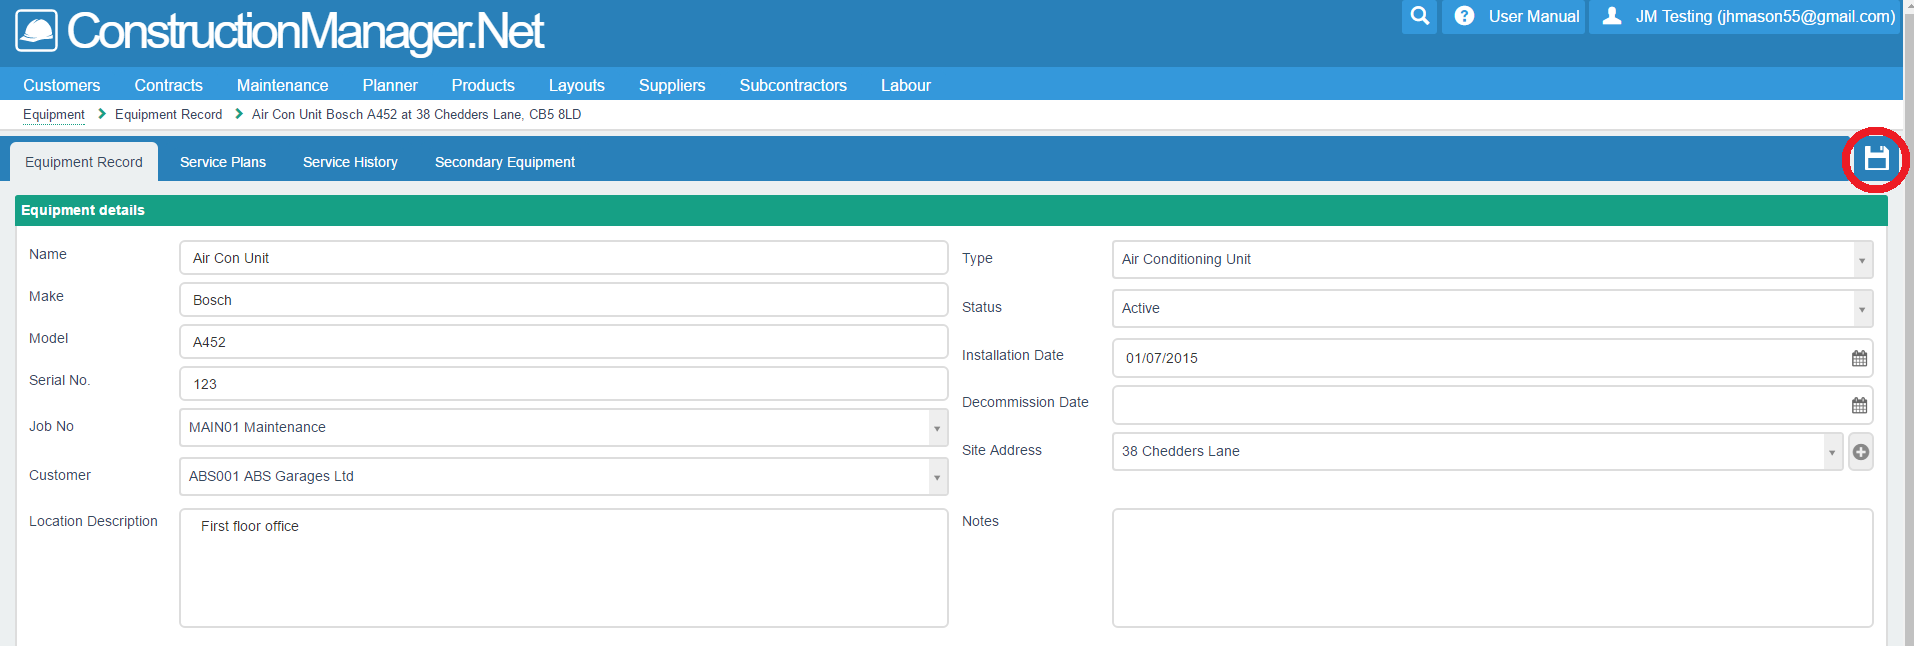 ConstructionManager.Net
User Manual
JM Testing (jhmason55@gmail.com)
Customers Contracts Maintenance Planner Products Layouts Suppliers Subcontractors Labour
Equipment Equipment Record Air Con Unit Bosch A452 at 38 Chedders Lane, CB5 8LD
Equipment Record Service Plans Service History Secondary Equipment
Equipment details
Name Air Con Unit
Type Air Conditioning Unit
Make Bosch
Status Active
Model A452
Installation Date 01/07/2015
Serial No. 123
Decommission Date
Job No MAIN01 Maintenance
Site Address 38 Chedders Lane
Customer ABS001 ABS Garages Ltd
Location Description First floor office
Notes